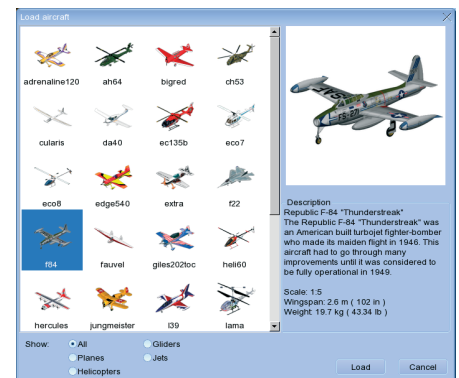 Load aircraft
adrenaline120 ah64 bigred ch53
cularis da40 ec135b eco7
eco8 edge540 extra f22
f84 fauvel giles202toc heli60
hercules jungmeister l39 lama
FS-871
Description
Republic F-84 "Thunderstreak"
The Republic F-84 "Thunderstreak" was
an American built turbojet fighter-bomber
who made its maiden flight in 1946. This
aircraft had to go through many
improvements until it was considered to
be fully operational in 1949.
Scale: 1:5
Wingspan: 2.6 m ( 102 in )
Weight: 19.7 kg ( 43.34 lb )
Show: All Gliders
Planes Jets
Helicopters
Load Cancel